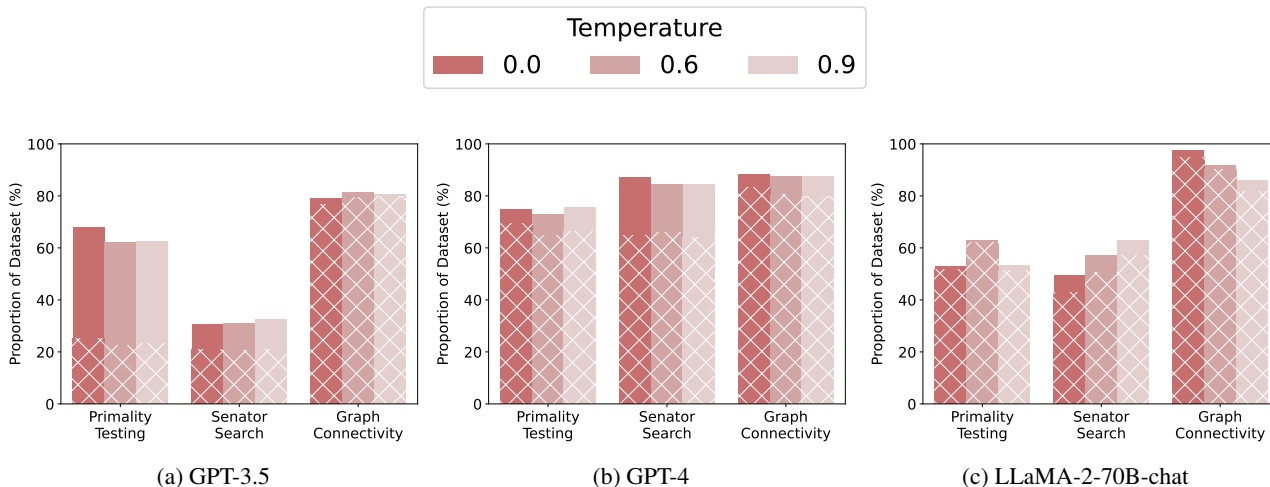 Temperature
0.0 0.6 0.9
Proportion of Dataset (%)
100
80
60
40
20
0
Primality Testing
Senator Search
Graph Connectivity
(a) GPT-3.5
Proportion of Dataset (%)
100
80
60
40
20
0
Primality Testing
Senator Search
Graph Connectivity
(b) GPT-4
Proportion of Dataset (%)
100
80
60
40
20
0
Primality Testing
Senator Search
Graph Connectivity
(c) LLaMA-2-70B-chat